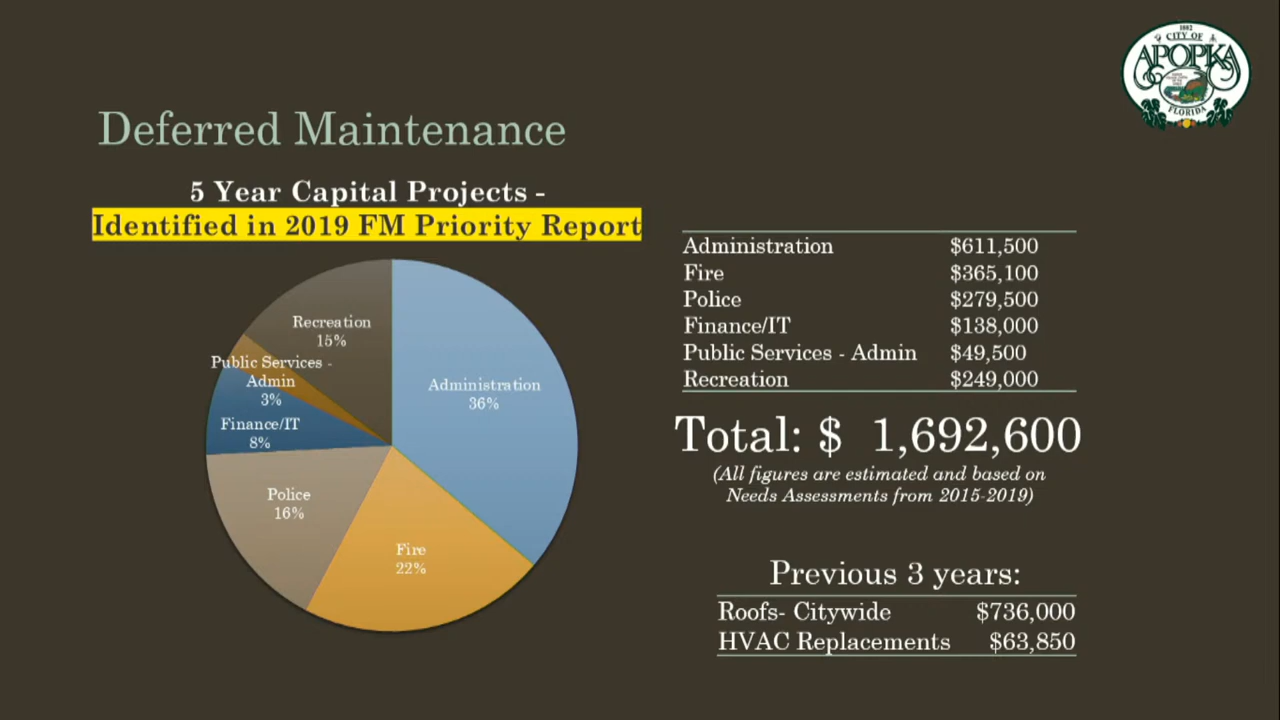 1882
CITY OF
APOPKA
FLORIDA
Deferred Maintenance
5 Year Capital Projects -
Identified in 2019 FM Priority Report
Recreation
15%
Public Services -
Admin
3%
Finance/IT
8%
Police
16%
Fire
22%
Administration
36%
Administration $611,500
Fire $365,100
Police $279,500
Finance/IT $138,000
Public Services - Admin $49,500
Recreation $249,000
Total: $ 1,692,600
(All figures are estimated and based on
Needs Assessments from 2015-2019)
Previous 3 years:
Roofs- Citywide $736,000
HVAC Replacements $63,850